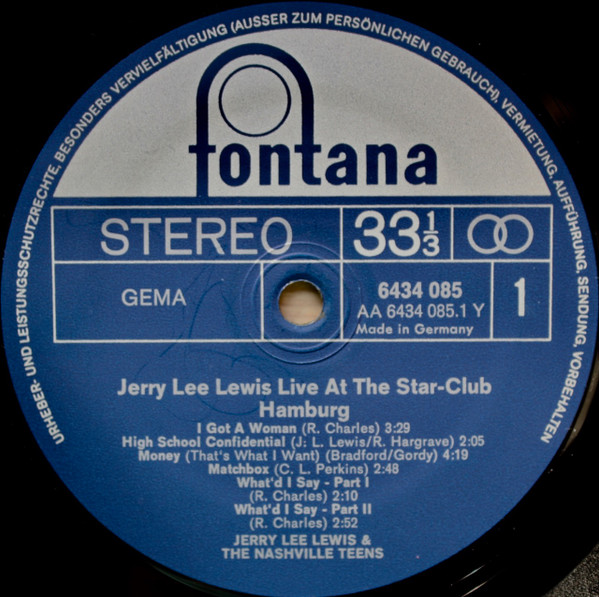 URHEBER- UND LEISTUNGSSCHUTZRECHTE, BESONDERS VERVIELFÄLTIGUNG (AUSSER ZUM PERSÖNLICHEN GEBRAUCH), VERMIETUNG, AUFFÜHRUNG, SENDUNG, VORBEHALTEN
fontana
STEREO 33 1/3
GEMA 6434 085 1
AA 6434 085.1 Y
Made in Germany
Jerry Lee Lewis Live At The Star-Club
Hamburg
I Got A Woman (R. Charles) 3:29
High School Confidential (J. L. Lewis/R. Hargrave) 2:05
Money (That's What I Want) (Bradford/Gordy) 4:19
Matchbox (C. L. Perkins) 2:48
What'd I Say - Part I
(R. Charles) 2:10
What'd I Say - Part II
(R. Charles) 2:52
JERRY LEE LEWIS &
THE NASHVILLE TEENS